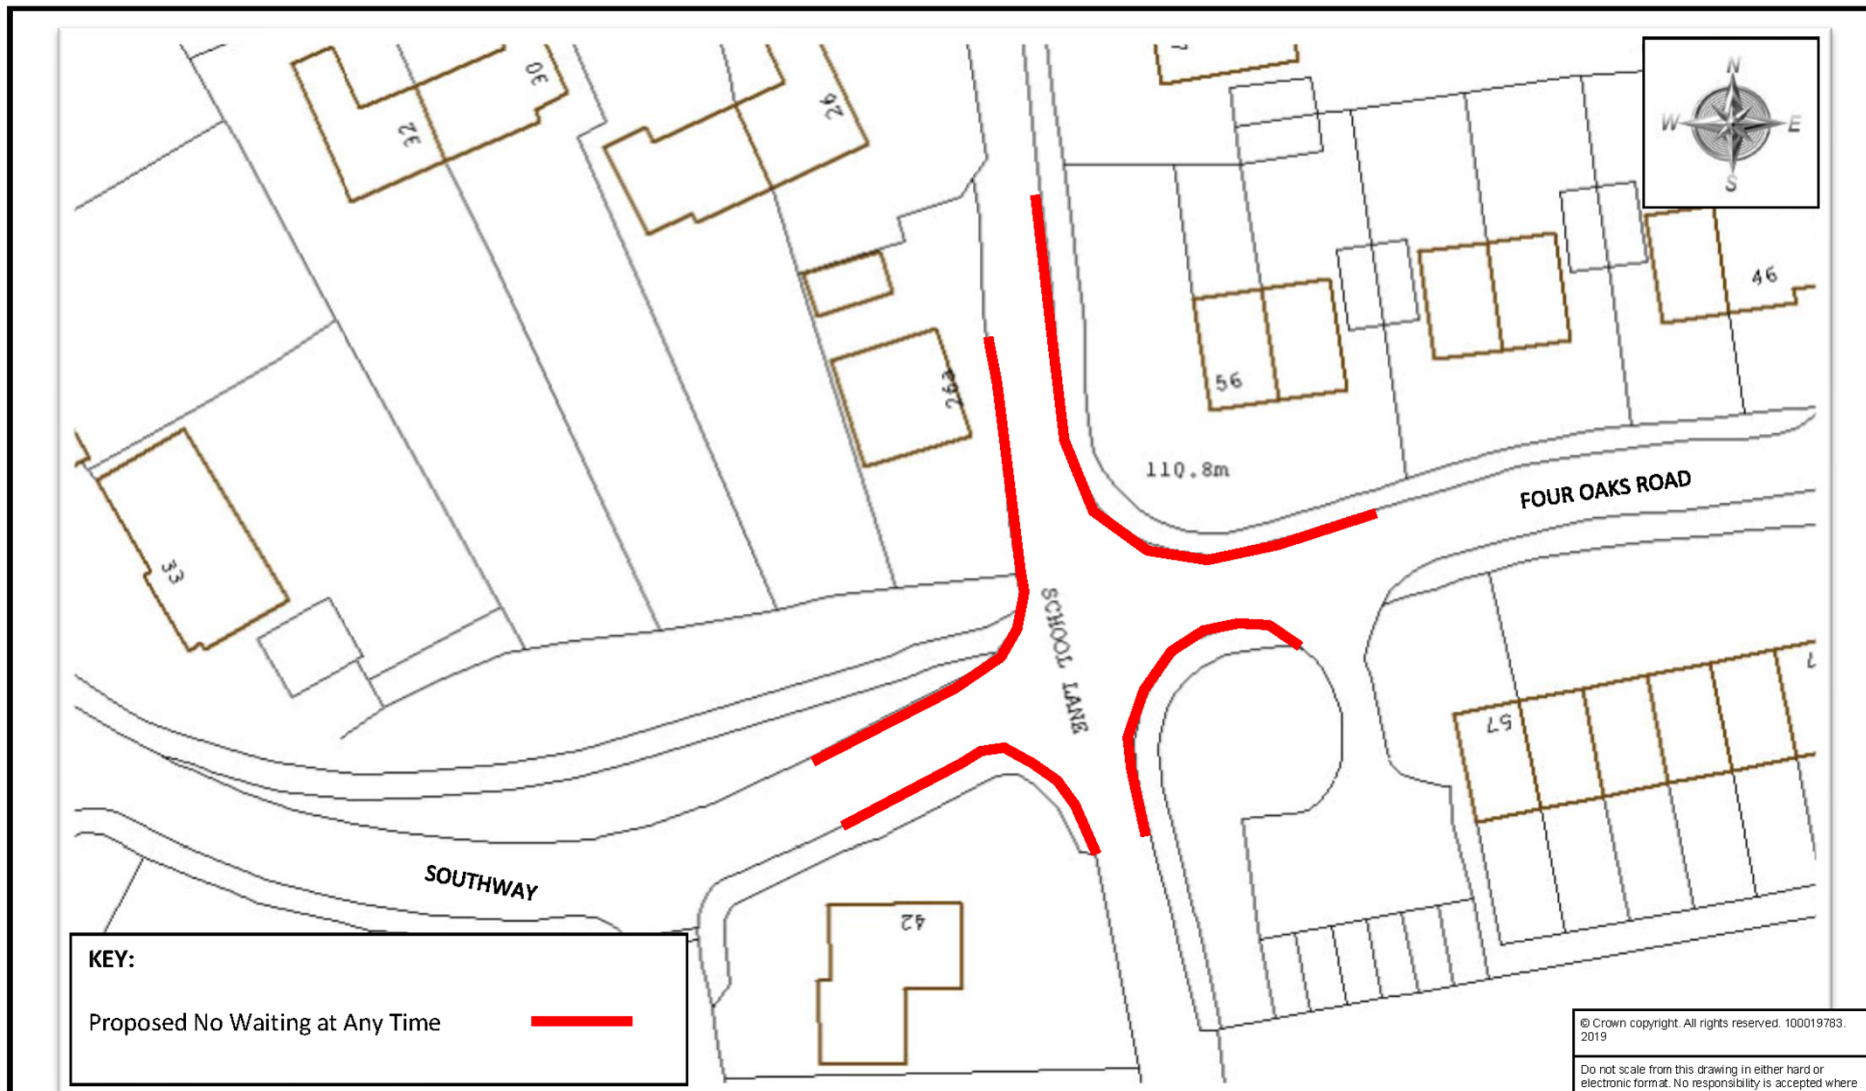 30
32
26
N
W E
S
46
26a
56
110.8m
FOUR OAKS ROAD
33
SCHOOL LANE
57
SOUTHWAY
42
KEY:
Proposed No Waiting at Any Time
© Crown copyright. All rights reserved. 100019783.
2019
Do not scale from this drawing in either hard or
electronic format. No responsibility is accepted where